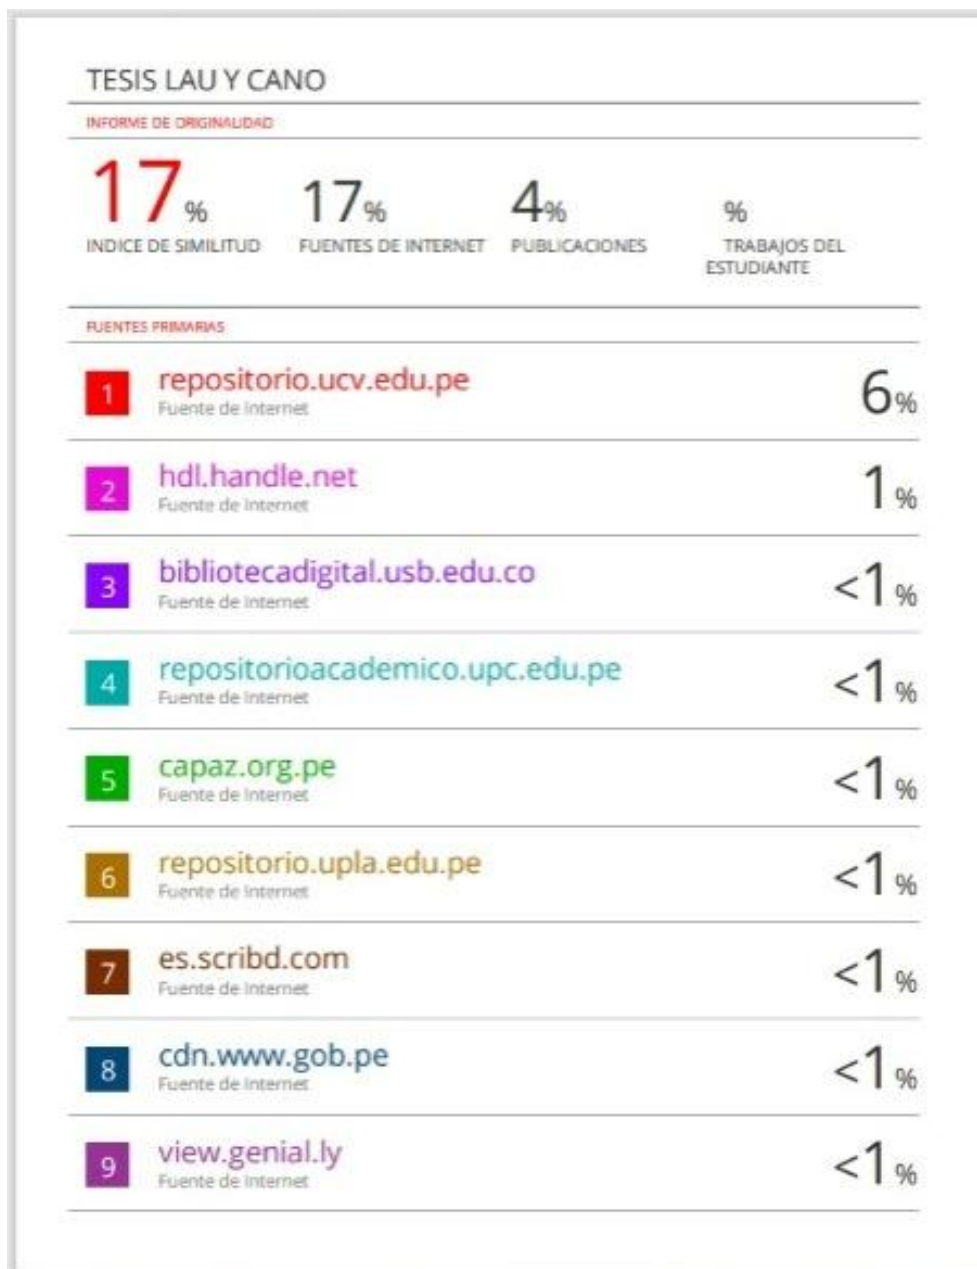 TESIS LAU Y CANO
INFORME DE ORIGINALIDAD
17% 17% 4% %
INDICE DE SIMILITUD FUENTES DE INTERNET PUBLICACIONES TRABAJOS DEL
ESTUDIANTE
FUENTES PRIMARIAS
1 repositorio.ucv.edu.pe 6%
Fuente de Internet
2 hdl.handle.net 1%
Fuente de Internet
3 bibliotecadigital.usb.edu.co <1%
Fuente de Internet
4 repositorioacademico.upc.edu.pe <1%
Fuente de Internet
5 capaz.org.pe <1%
Fuente de Internet
6 repositorio.upla.edu.pe <1%
Fuente de Internet
7 es.scribd.com <1%
Fuente de Internet
8 cdn.www.gob.pe <1%
Fuente de Internet
9 view.genial.ly <1%
Fuente de Internet